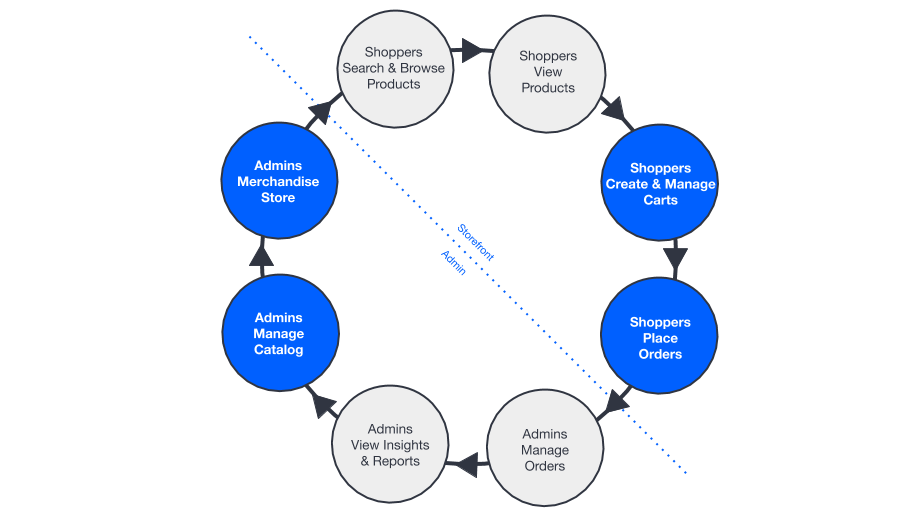 Shoppers
Search & Browse
Products
Shoppers
View
Products
Admins
Merchandise
Store
Shoppers
Create & Manage
Carts
Storefront
Admin
Admins
Manage
Catalog
Shoppers
Place
Orders
Admins
View Insights
& Reports
Admins
Manage
Orders